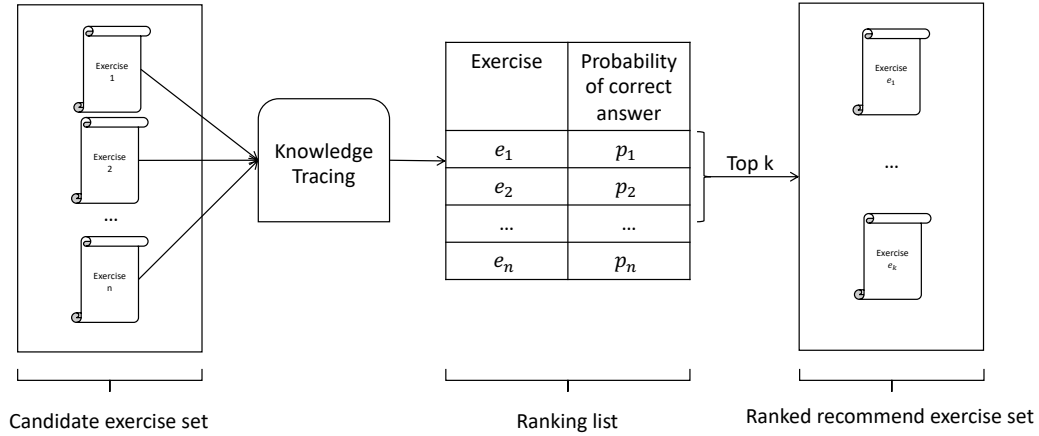 Exercise
1
Exercise
2
...
Exercise
n
Knowledge
Tracing
Exercise
Probability
of correct
answer
e₁
p₁
e₂
p₂
...
...
eₙ
pₙ
Top k
Exercise
e₁
...
Exercise
eₖ
Candidate exercise set
Ranking list
Ranked recommend exercise set